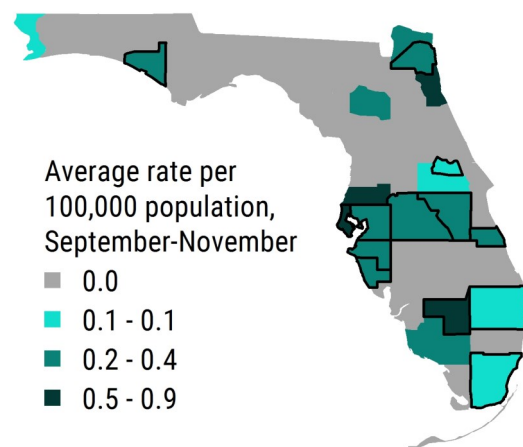 Average rate per
100,000 population,
September-November
0.0
0.1 - 0.1
0.2 - 0.4
0.5 - 0.9